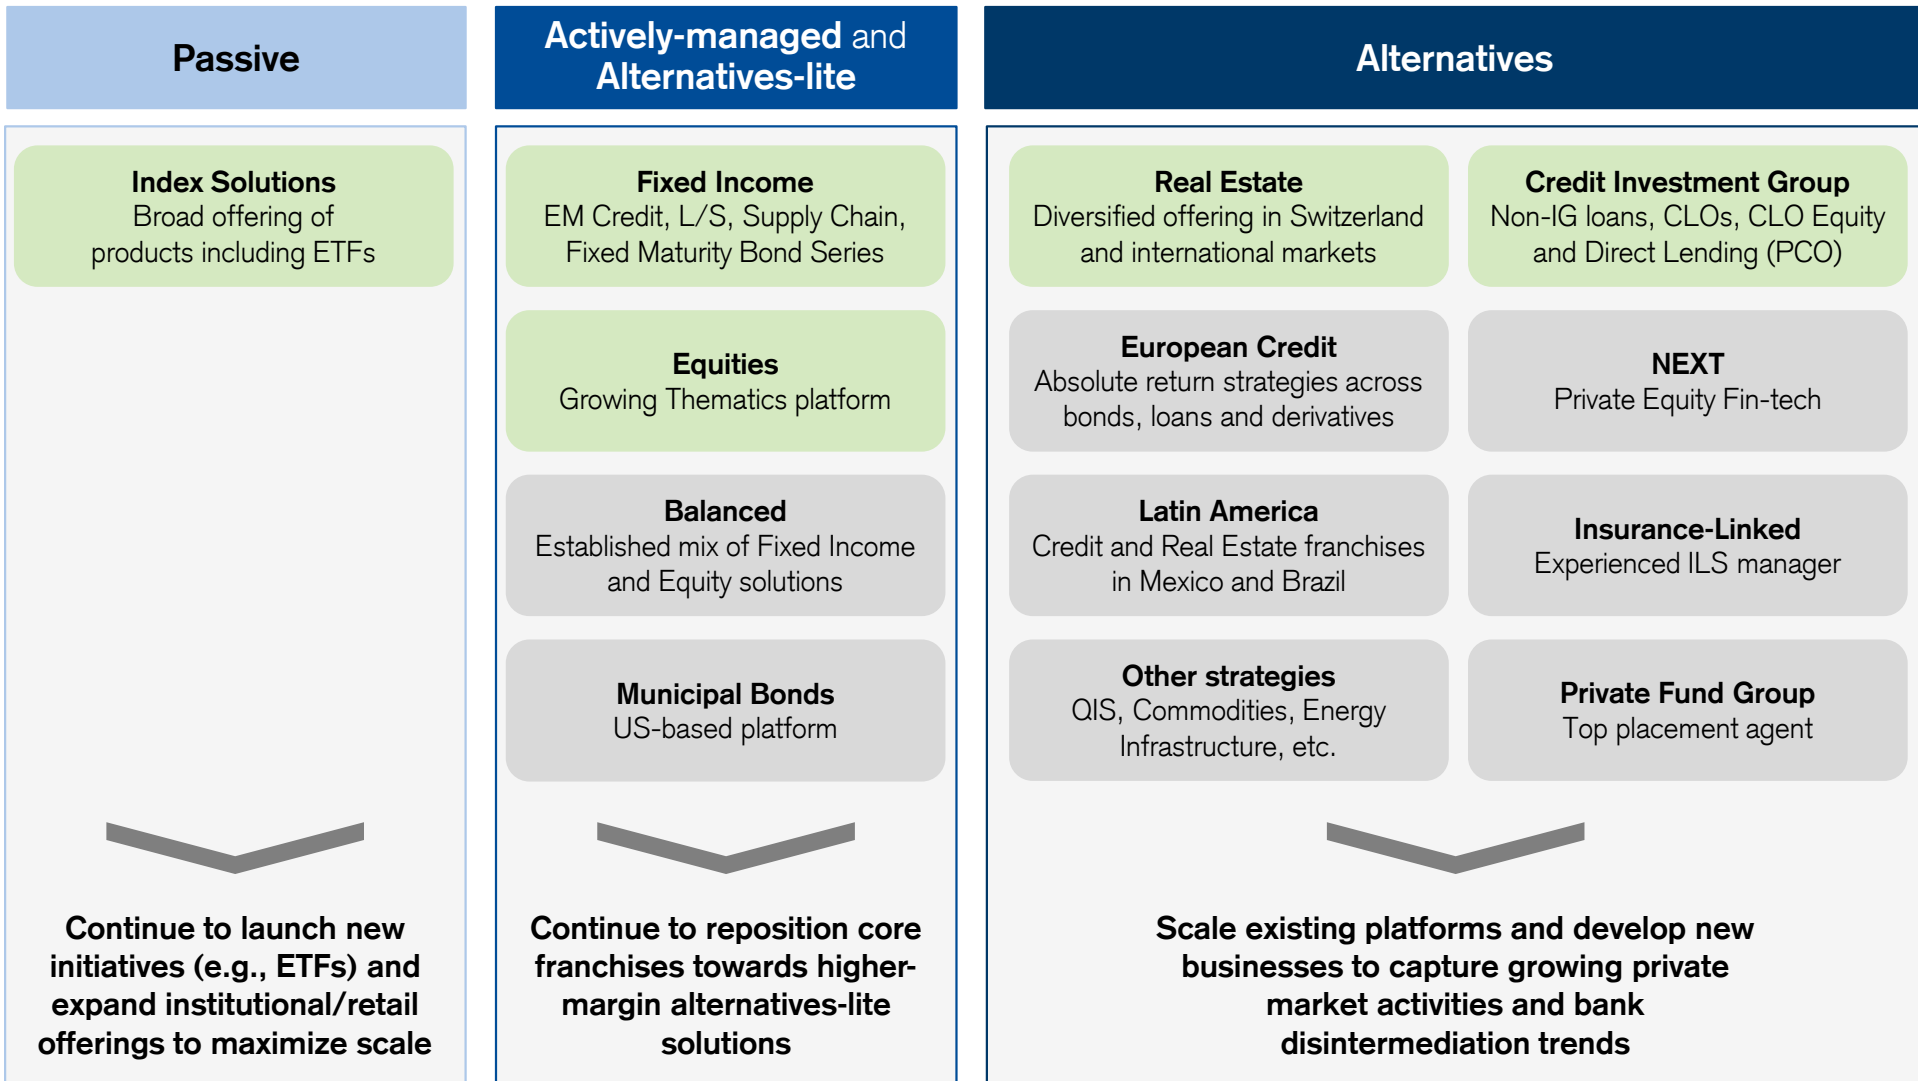 Passive
Index Solutions
Broad offering of
products including ETFs
Continue to launch new
initiatives (e.g., ETFs) and
expand institutional/retail
offerings to maximize scale
Actively-managed and
Alternatives-lite
Fixed Income
EM Credit, L/S, Supply Chain,
Fixed Maturity Bond Series
Equities
Growing Thematics platform
Balanced
Established mix of Fixed Income
and Equity solutions
Municipal Bonds
US-based platform
Continue to reposition core
franchises towards higher-
margin alternatives-lite
solutions
Alternatives
Real Estate
Diversified offering in Switzerland
and international markets
Credit Investment Group
Non-IG loans, CLOs, CLO Equity
and Direct Lending (PCO)
European Credit
Absolute return strategies across
bonds, loans and derivatives
NEXT
Private Equity Fin-tech
Latin America
Credit and Real Estate franchises
in Mexico and Brazil
Insurance-Linked
Experienced ILS manager
Other strategies
QIS, Commodities, Energy
Infrastructure, etc.
Private Fund Group
Top placement agent
Scale existing platforms and develop new
businesses to capture growing private
market activities and bank
disintermediation trends